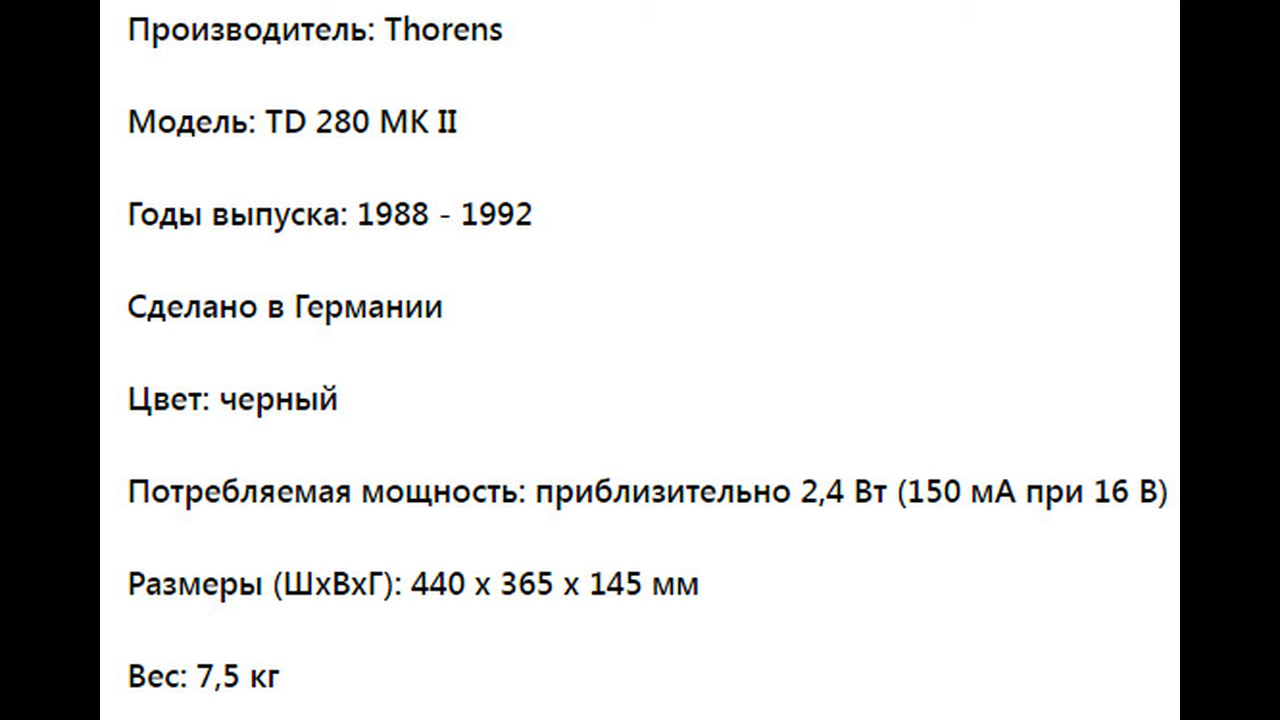 Производитель: Thorens
Модель: TD 280 MK II
Годы выпуска: 1988 - 1992
Сделано в Германии
Цвет: черный
Потребляемая мощность: приблизительно 2,4 Вт (150 мА при 16 В)
Размеры (ШхВхГ): 440 x 365 x 145 мм
Вес: 7,5 кг